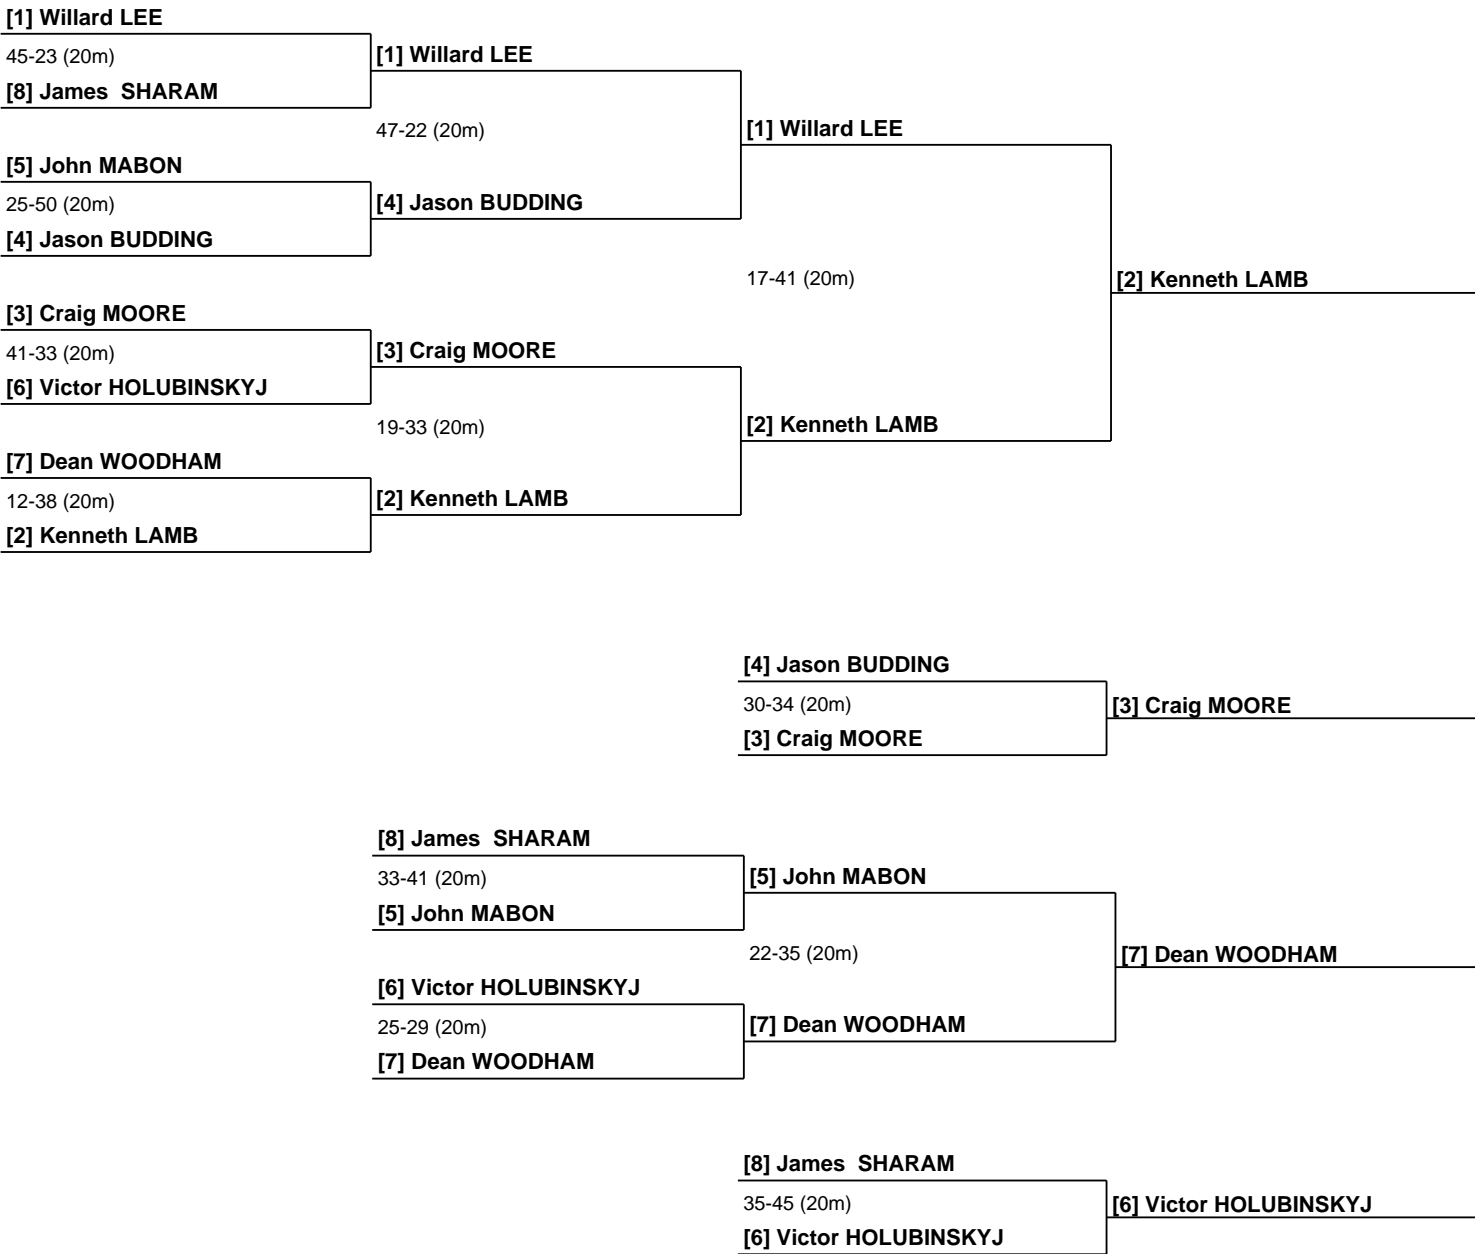 [1] Willard LEE
45-23 (20m)
[1] Willard LEE
[8] James  SHARAM
47-22 (20m)
[1] Willard LEE
[5] John MABON
25-50 (20m)
[4] Jason BUDDING
[4] Jason BUDDING
17-41 (20m)
[2] Kenneth LAMB
[3] Craig MOORE
41-33 (20m)
[3] Craig MOORE
[6] Victor HOLUBINSKYJ
19-33 (20m)
[2] Kenneth LAMB
[7] Dean WOODHAM
12-38 (20m)
[2] Kenneth LAMB
[2] Kenneth LAMB
[4] Jason BUDDING
30-34 (20m)
[3] Craig MOORE
[3] Craig MOORE
[8] James  SHARAM
33-41 (20m)
[5] John MABON
[5] John MABON
22-35 (20m)
[7] Dean WOODHAM
[6] Victor HOLUBINSKYJ
25-29 (20m)
[7] Dean WOODHAM
[7] Dean WOODHAM
[8] James  SHARAM
35-45 (20m)
[6] Victor HOLUBINSKYJ
[6] Victor HOLUBINSKYJ